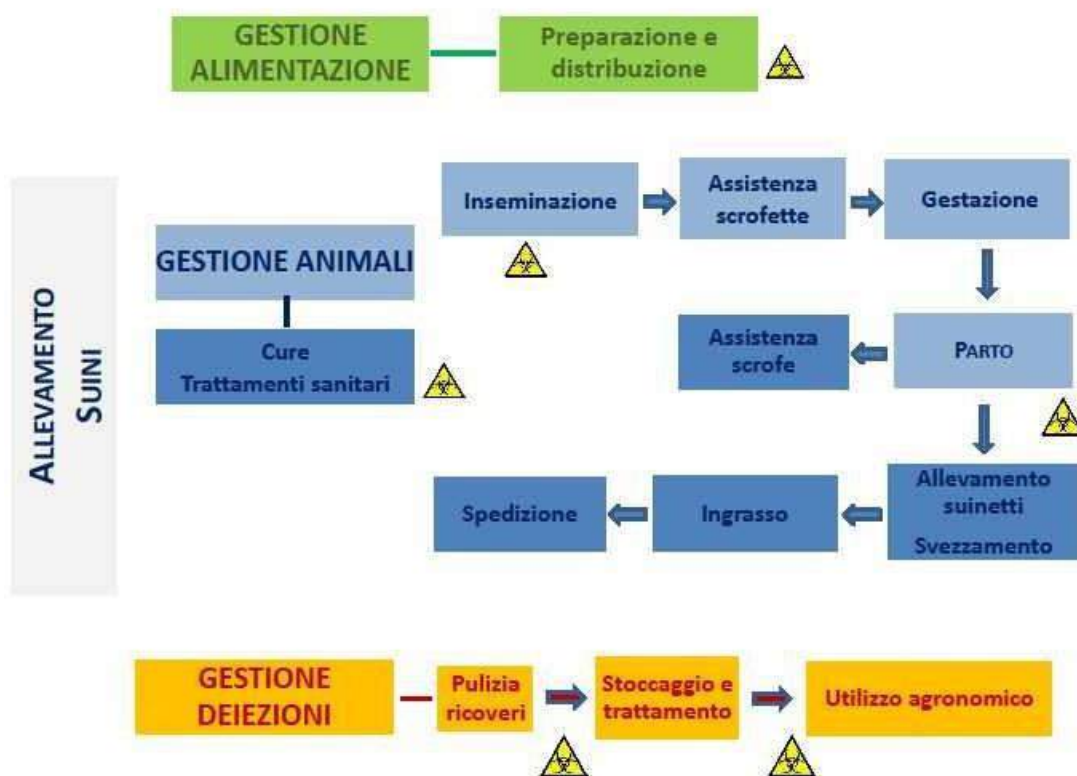 GESTIONE
ALIMENTAZIONE
Preparazione e
distribuzione
ALLEVAMENTO
SUINI
Inseminazione
Assistenza
scrofette
Gestazione
GESTIONE ANIMALI
Cure
Trattamenti sanitari
Assistenza
scrofe
PARTO
Spedizione
Ingrasso
Allevamento
suinetti
Svezzamento
GESTIONE
DEIEZIONI
Pulizia
ricoveri
Stoccaggio e
trattamento
Utilizzo agronomico